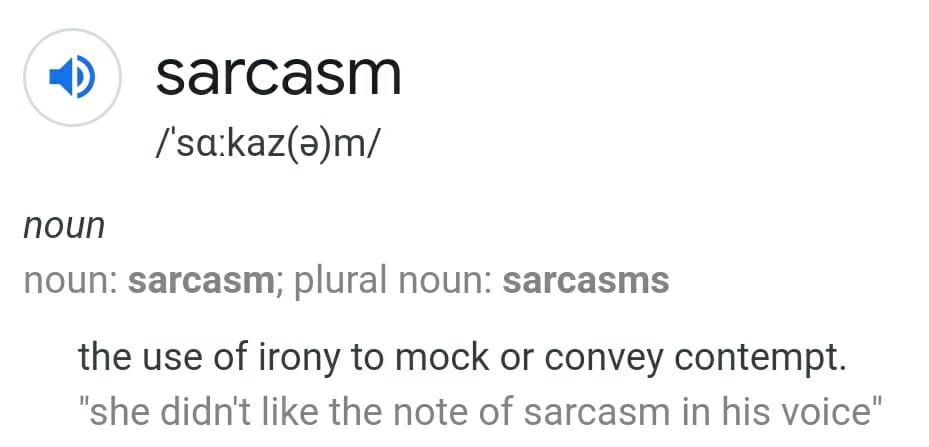 sarcasm
/ˈsɑːkaz(ə)m/
noun
noun: sarcasm; plural noun: sarcasms
the use of irony to mock or convey contempt.
"she didn't like the note of sarcasm in his voice"